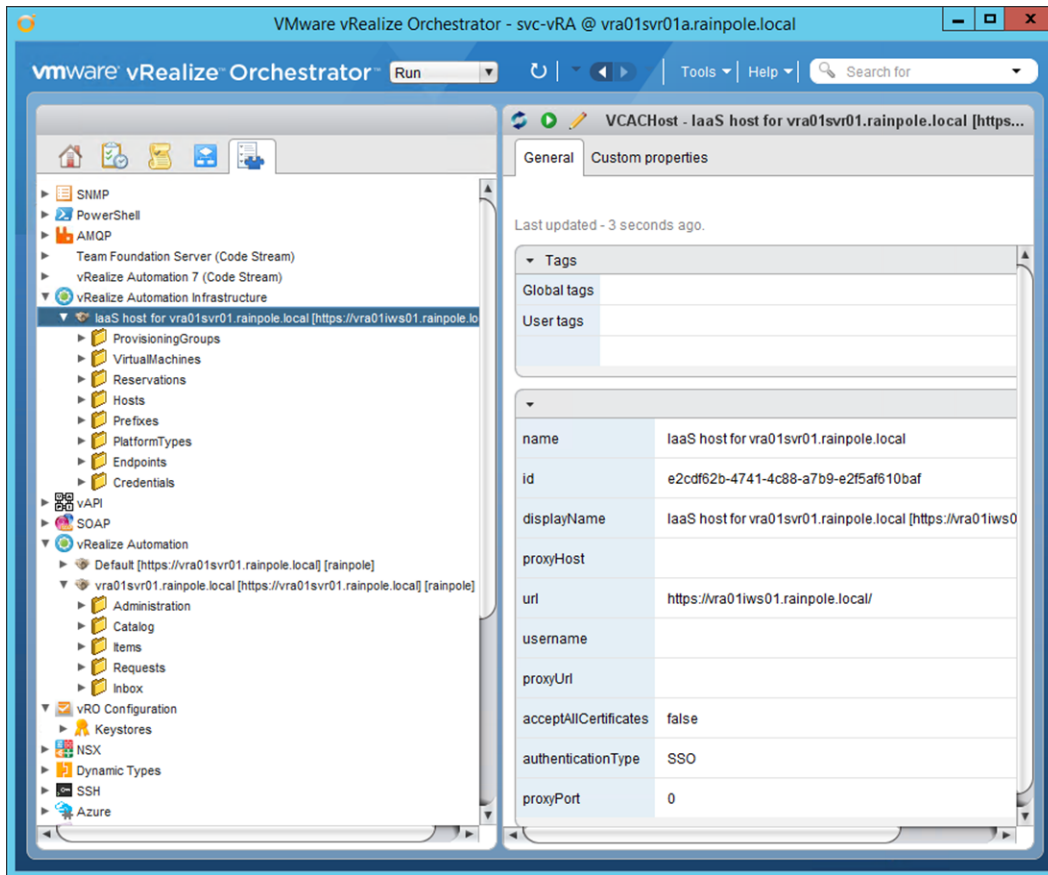 VMware vRealize Orchestrator - svc-vRA @ vra01svr01a.rainpole.local
vmware vRealize Orchestrator Run Tools Help Search for
VCACHost - IaaS host for vra01svr01.rainpole.local [https...
General Custom properties
SNMP
PowerShell
AMQP
Team Foundation Server (Code Stream)
vRealize Automation 7 (Code Stream)
vRealize Automation Infrastructure
IaaS host for vra01svr01.rainpole.local [https://vra01iws01.rainpole.lo
ProvisioningGroups
VirtualMachines
Reservations
Hosts
Prefixes
PlatformTypes
Endpoints
Credentials
vAPI
SOAP
vRealize Automation
Default [https://vra01svr01.rainpole.local] [rainpole]
vra01svr01.rainpole.local [https://vra01svr01.rainpole.local] [rainpole]
Administration
Catalog
Items
Requests
Inbox
vRO Configuration
Keystores
NSX
Dynamic Types
SSH
Azure
Last updated - 3 seconds ago.
Tags
Global tags
User tags
name IaaS host for vra01svr01.rainpole.local
id e2cdf62b-4741-4c88-a7b9-e2f5af610baf
displayName IaaS host for vra01svr01.rainpole.local [https://vra01iws0
proxyHost
url https://vra01iws01.rainpole.local/
username
proxyUrl
acceptAllCertificates false
authenticationType SSO
proxyPort 0